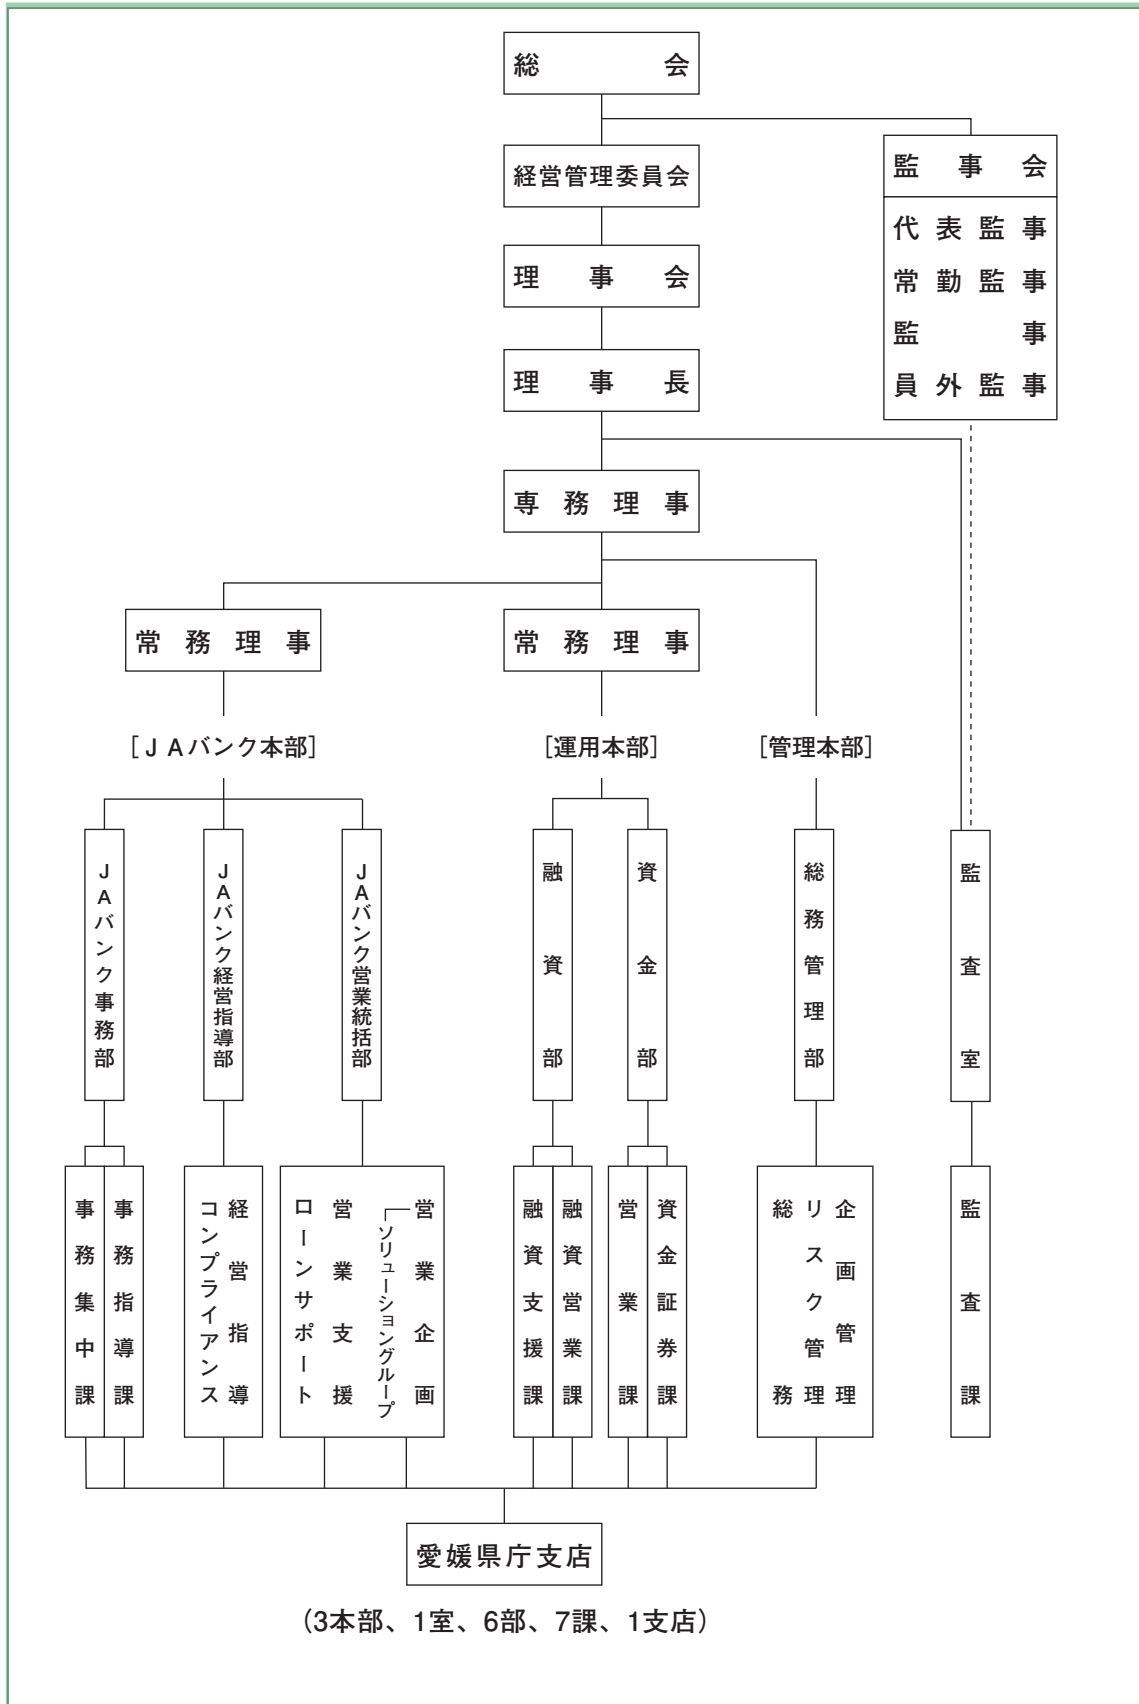 総会
経営管理委員会
監事会
代表監事
常勤監事
監事
員外監事
理事会
理事長
専務理事
常務理事
常務理事
［ＪＡバンク本部］
［運用本部］
［管理本部］
ＪＡバンク事務部
ＪＡバンク経営指導部
ＪＡバンク営業統括部
融資部
資金部
総務管理部
監査室
事務集中課
事務指導課
コンプライアンス
経営指導
ローンサポート
営業支援
ソリューショングループ
営業企画
融資支援課
融資営業課
営業課
資金証券課
総務
リスク管理
企画管理
監査課
愛媛県庁支店
（3本部、1室、6部、7課、1支店）